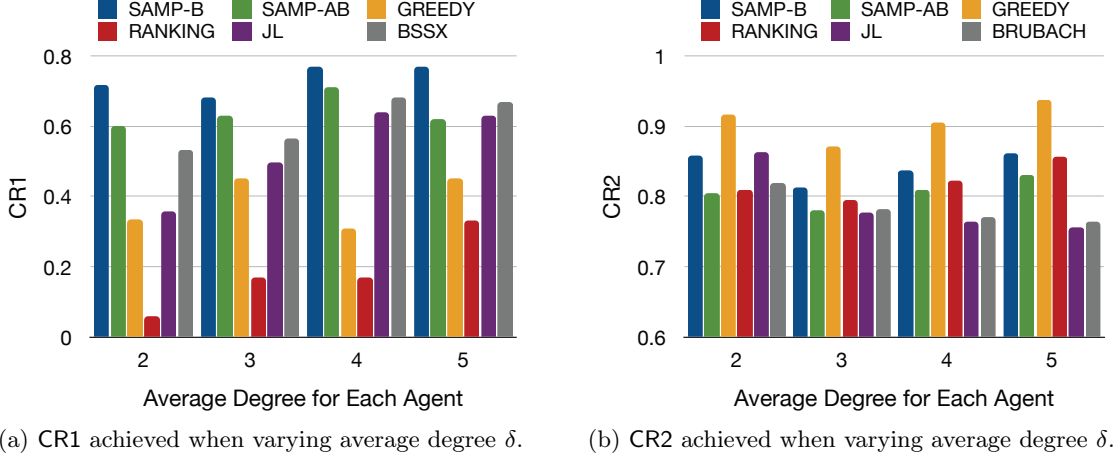 SAMP-B SAMP-AB GREEDY
RANKING JL BSSX
0.8
0.6
0.4
0.2
0
CR1
2 3 4 5
Average Degree for Each Agent
(a) CR1 achieved when varying average degree δ.
SAMP-B SAMP-AB GREEDY
RANKING JL BRUBACH
1
0.9
0.8
0.7
0.6
CR2
2 3 4 5
Average Degree for Each Agent
(b) CR2 achieved when varying average degree δ.